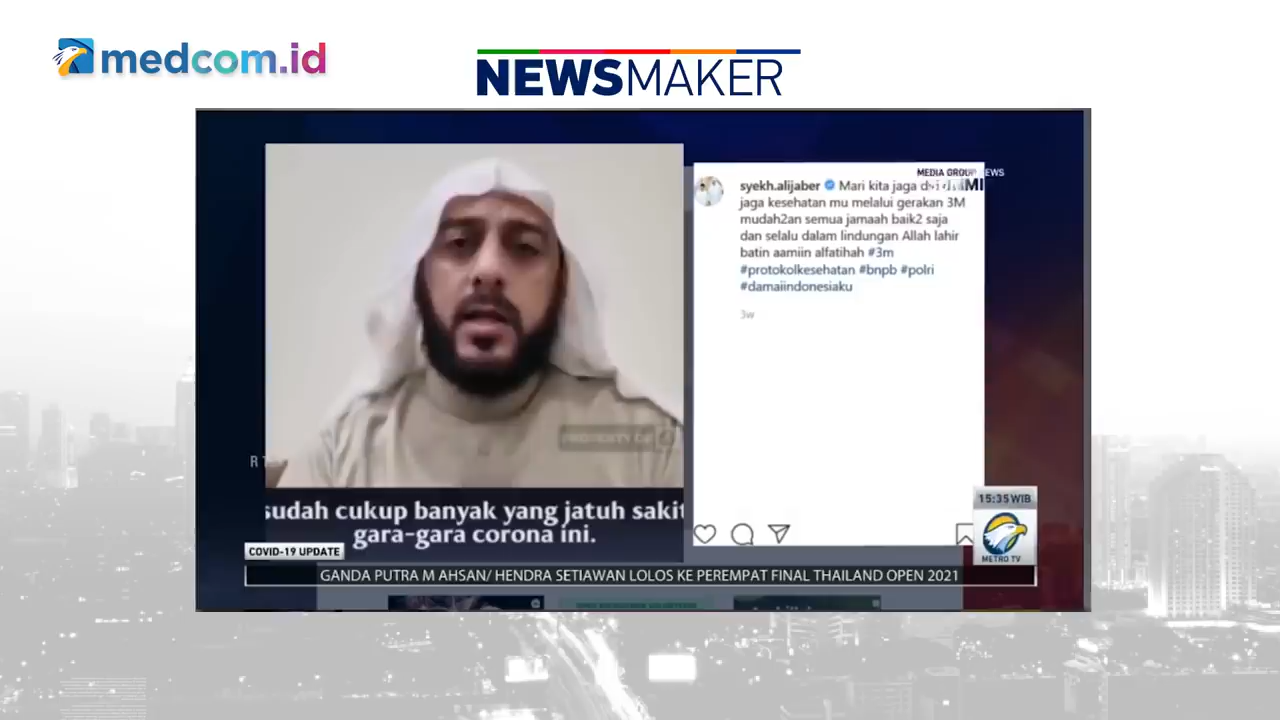 medcom.id
NEWSMAKER
MEDIA GROUP NEWS
syekh.alijaber Mari kita jaga
jaga kesehatan mu melalui gerakan 3M
mudah2an semua jamaah baik2 saja
dan selalu dalam lindungan Allah lahir
batin aamiin alfatihah #3m
#protokolkesehatan #bnpb #polri
#damaiindonesiaku
3w
PROPERTY OF
sudah cukup banyak yang jatuh sakit
gara-gara corona ini.
15:35 WIB
METRO TV
COVID-19 UPDATE
GANDA PUTRA M AHSAN/ HENDRA SETIAWAN LOLOS KE PEREMPAT FINAL THAILAND OPEN 2021